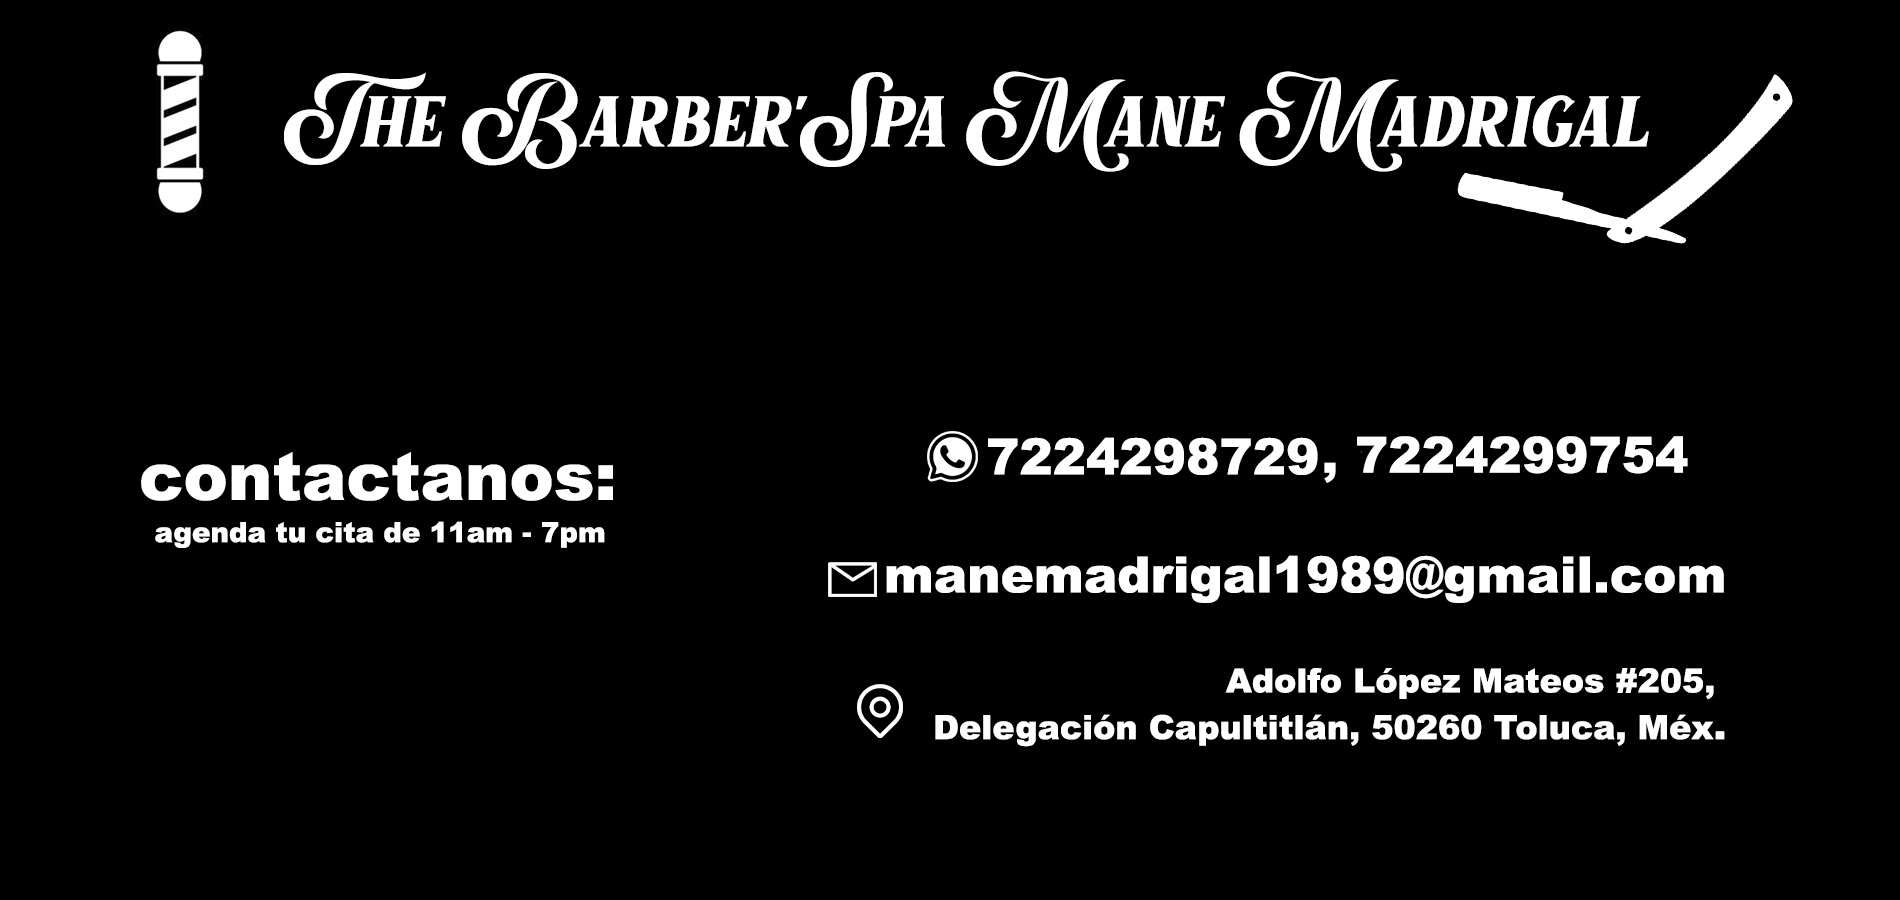 The Barber'Spa Mane Madrigal
contactanos:
agenda tu cita de 11am - 7pm
7224298729, 7224299754
manemadrigal1989@gmail.com
Adolfo López Mateos #205,
Delegación Capultitlán, 50260 Toluca, Méx.